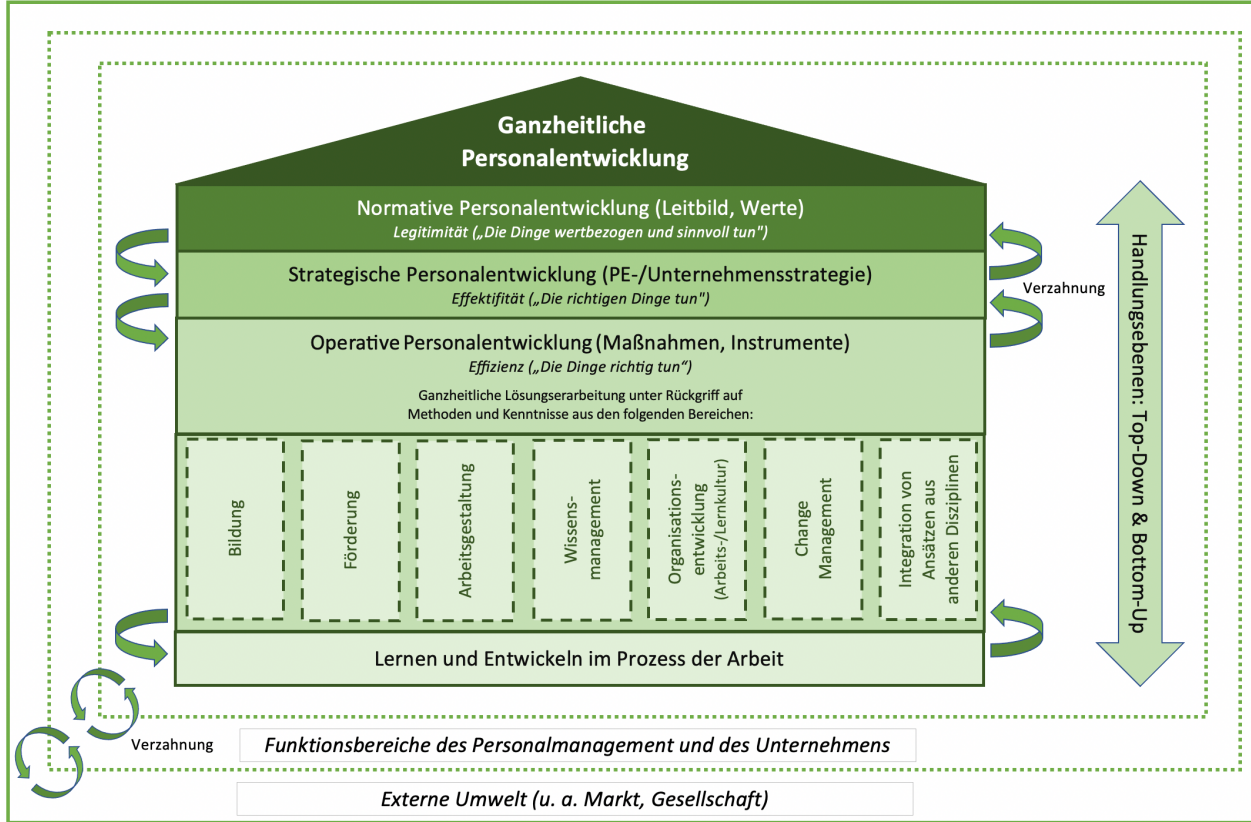 Ganzheitliche
Personalentwicklung
Normative Personalentwicklung (Leitbild, Werte)
Legitimität („Die Dinge wertbezogen und sinnvoll tun")
Strategische Personalentwicklung (PE-/Unternehmensstrategie)
Effektifität („Die richtigen Dinge tun")
Verzahnung
Operative Personalentwicklung (Maßnahmen, Instrumente)
Effizienz („Die Dinge richtig tun“)
Ganzheitliche Lösungserarbeitung unter Rückgriff auf
Methoden und Kenntnisse aus den folgenden Bereichen:
Bildung
Förderung
Arbeitsgestaltung
Wissens-
management
Organisations-
entwicklung
(Arbeits-/Lernkultur)
Change
Management
Integration von
Ansätzen aus
anderen Disziplinen
Handlungsebenen: Top-Down & Bottom-Up
Lernen und Entwickeln im Prozess der Arbeit
Verzahnung
Funktionsbereiche des Personalmanagement und des Unternehmens
Externe Umwelt (u. a. Markt, Gesellschaft)